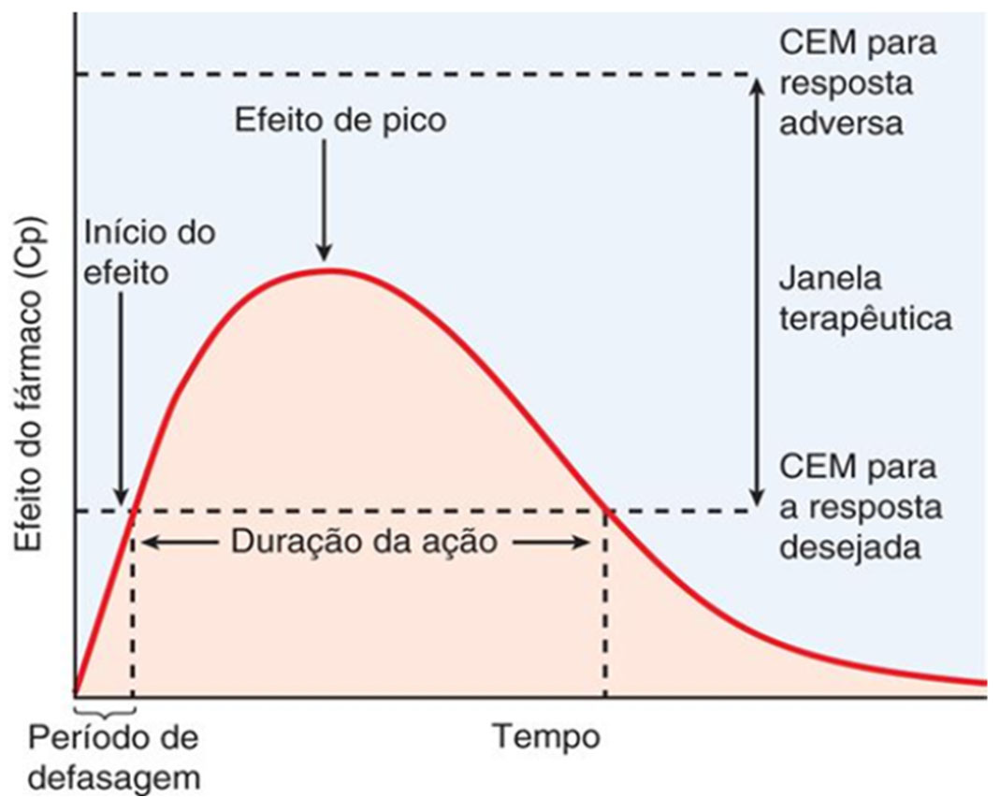 CEM para
resposta
adversa
Efeito de pico
Início do
efeito
Janela
terapêutica
Efeito do fármaco (Cp)
CEM para
a resposta
desejada
Duração da ação
Período de
defasagem
Tempo